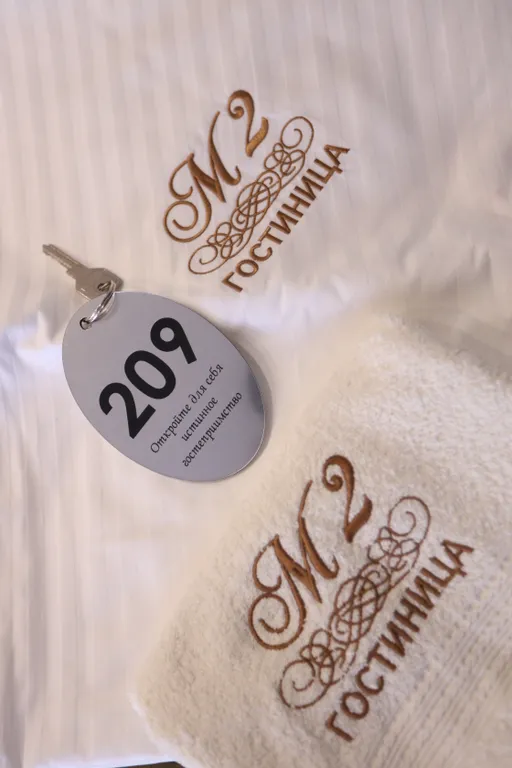 М2
ГОСТИНИЦА
209
Откройте для себя
истинное
гостеприимство
М2
ГОСТИНИЦА